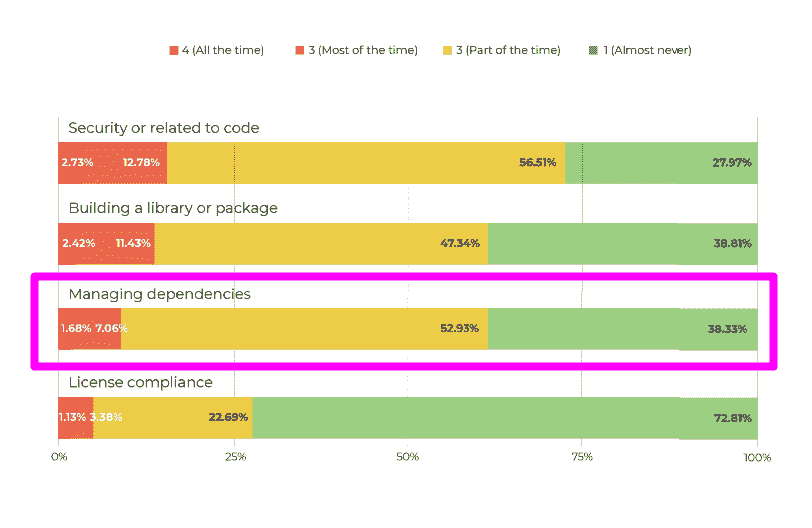 4 (All the time) 3 (Most of the time) 3 (Part of the time) 1 (Almost never)
Security or related to code
2.73% 12.78% 56.51% 27.97%
Building a library or package
2.42% 11.43% 47.34% 38.81%
Managing dependencies
1.68% 7.06% 52.93% 38.33%
License compliance
1.13% 3.38% 22.69% 72.81%
0% 25% 50% 75% 100%